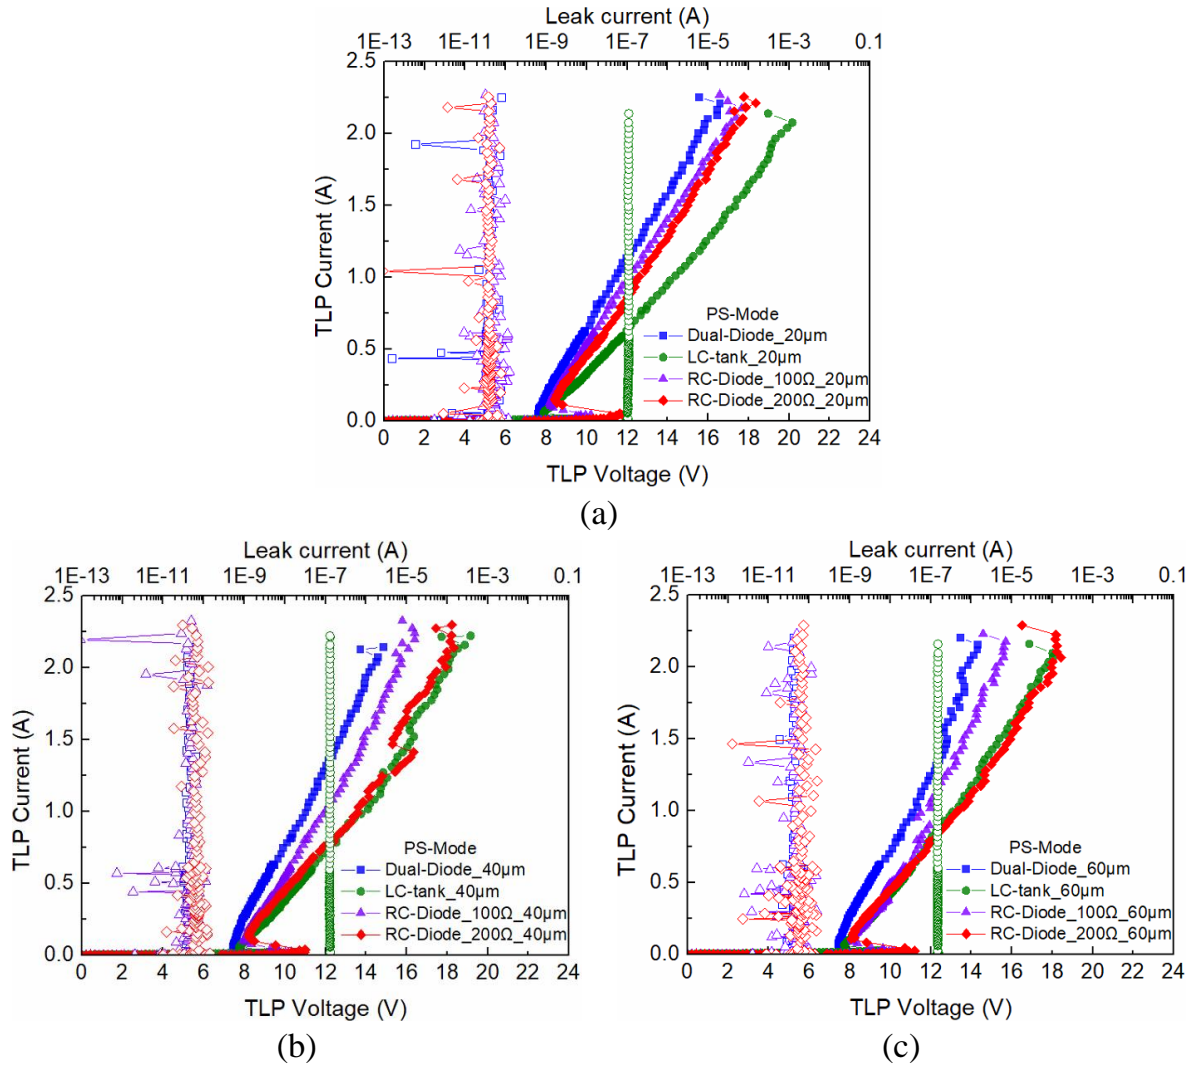 Leak current (A)
1E-13 1E-11 1E-9 1E-7 1E-5 1E-3 0.1
TLP Current (A)
2.5
2.0
1.5
1.0
0.5
0.0
PS-Mode
Dual-Diode_20μm
LC-tank_20μm
RC-Diode_100Ω_20μm
RC-Diode_200Ω_20μm
0 2 4 6 8 10 12 14 16 18 20 22 24
TLP Voltage (V)
(a)
Leak current (A)
1E-13 1E-11 1E-9 1E-7 1E-5 1E-3 0.1
TLP Current (A)
2.5
2.0
1.5
1.0
0.5
0.0
PS-Mode
Dual-Diode_40μm
LC-tank_40μm
RC-Diode_100Ω_40μm
RC-Diode_200Ω_40μm
0 2 4 6 8 10 12 14 16 18 20 22 24
TLP Voltage (V)
(b)
Leak current (A)
1E-13 1E-11 1E-9 1E-7 1E-5 1E-3 0.1
TLP Current (A)
2.5
2.0
1.5
1.0
0.5
0.0
PS-Mode
Dual-Diode_60μm
LC-tank_60μm
RC-Diode_100Ω_60μm
RC-Diode_200Ω_60μm
0 2 4 6 8 10 12 14 16 18 20 22 24
TLP Voltage (V)
(c)